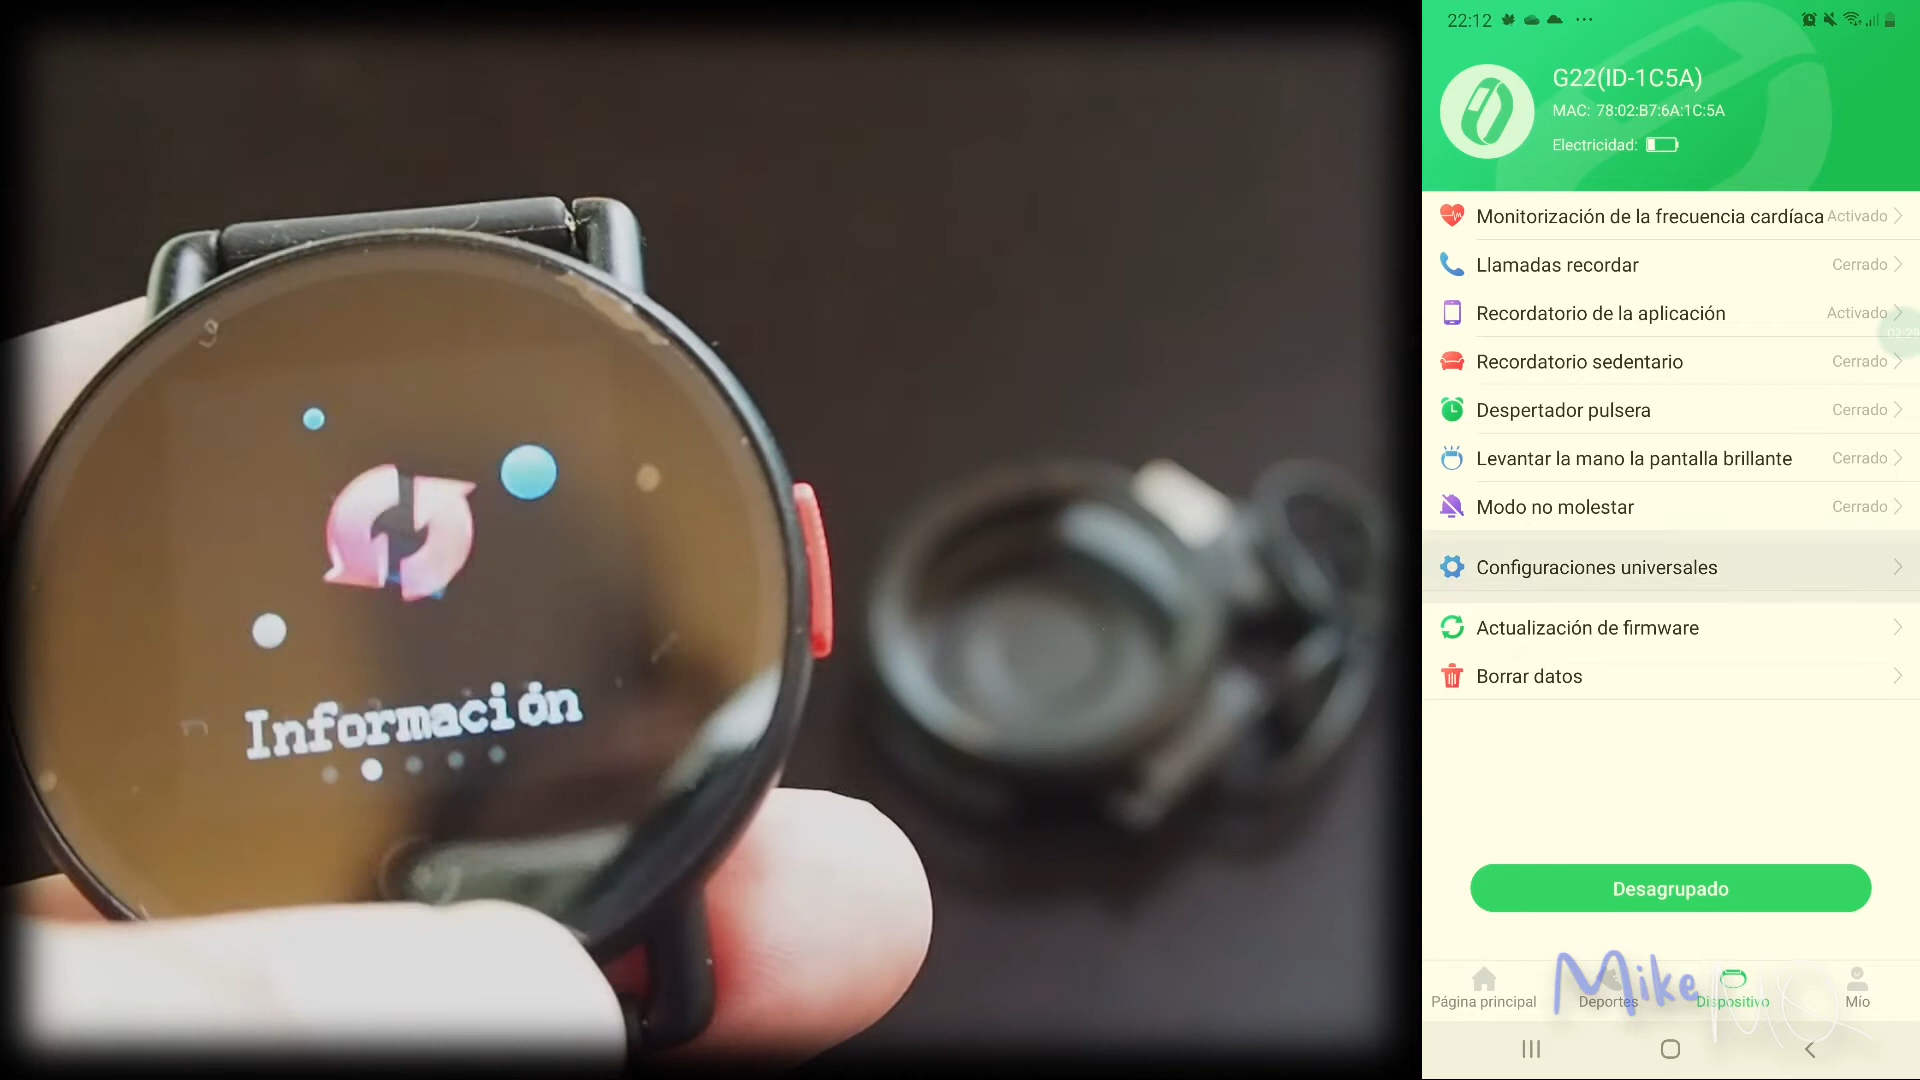 Información
22:12
G22(ID-1C5A)
MAC: 78:02:B7:6A:1C:5A
Electricidad:
Monitorización de la frecuencia cardíaca Activado
Llamadas recordar Cerrado
Recordatorio de la aplicación Activado
02:29
Recordatorio sedentario Cerrado
Despertador pulsera Cerrado
Levantar la mano la pantalla brillante Cerrado
Modo no molestar Cerrado
Configuraciones universales
Actualización de firmware
Borrar datos
Desagrupado
Mike
Página principal Deportes Dispositivo Mío